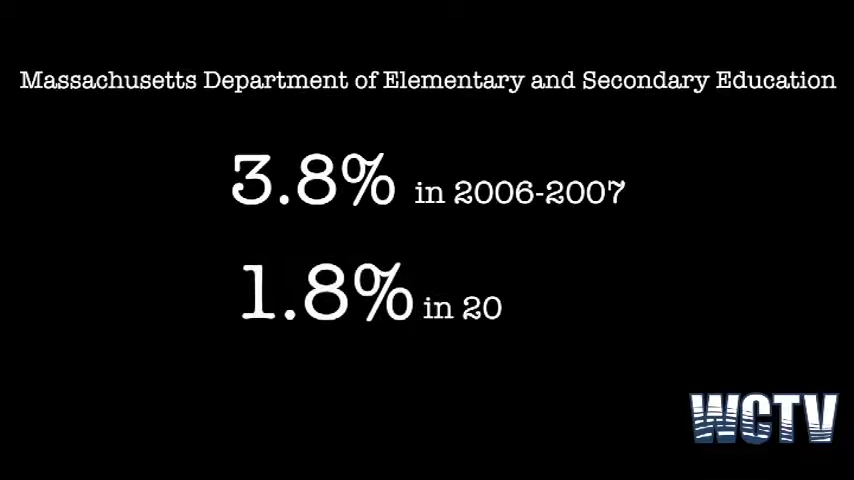 Massachusetts Department of Elementary and Secondary Education
3.8% in 2006-2007
1.8% in 20
WCTV